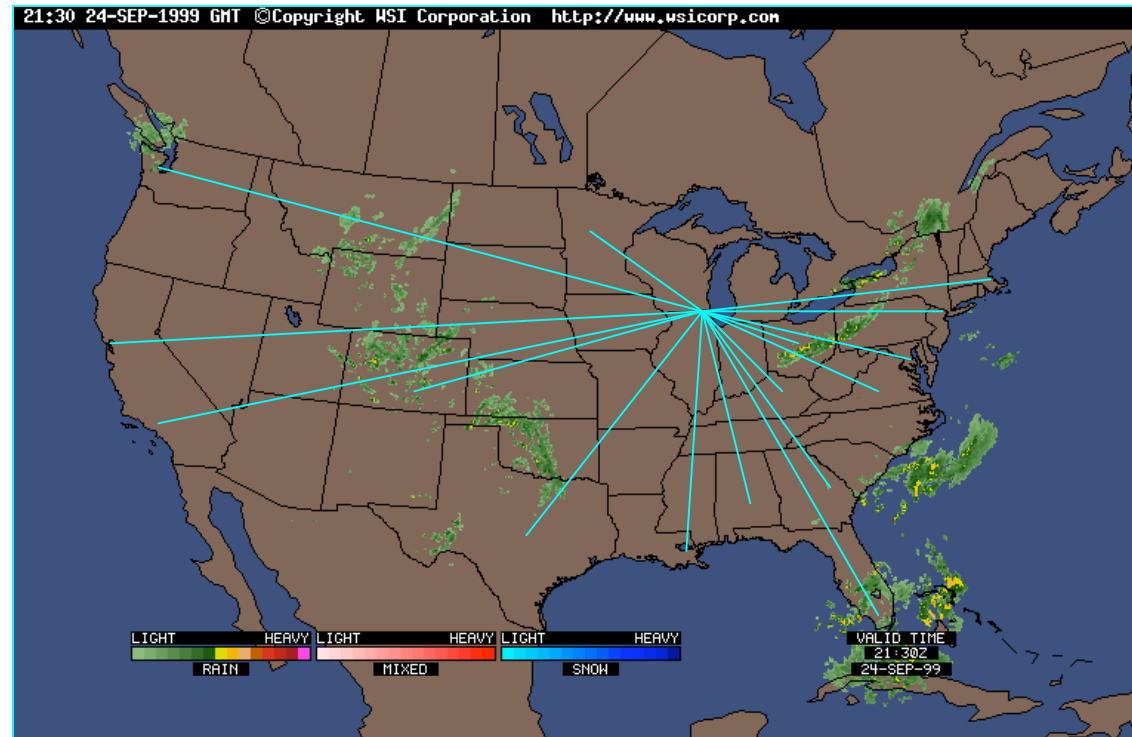 21:30 24-SEP-1999 GMT ©Copyright WSI Corporation http://www.wsicorp.com
LIGHT HEAVY
RAIN
LIGHT HEAVY
MIXED
LIGHT HEAVY
SNOW
VALID TIME
21:30Z
24-SEP-99